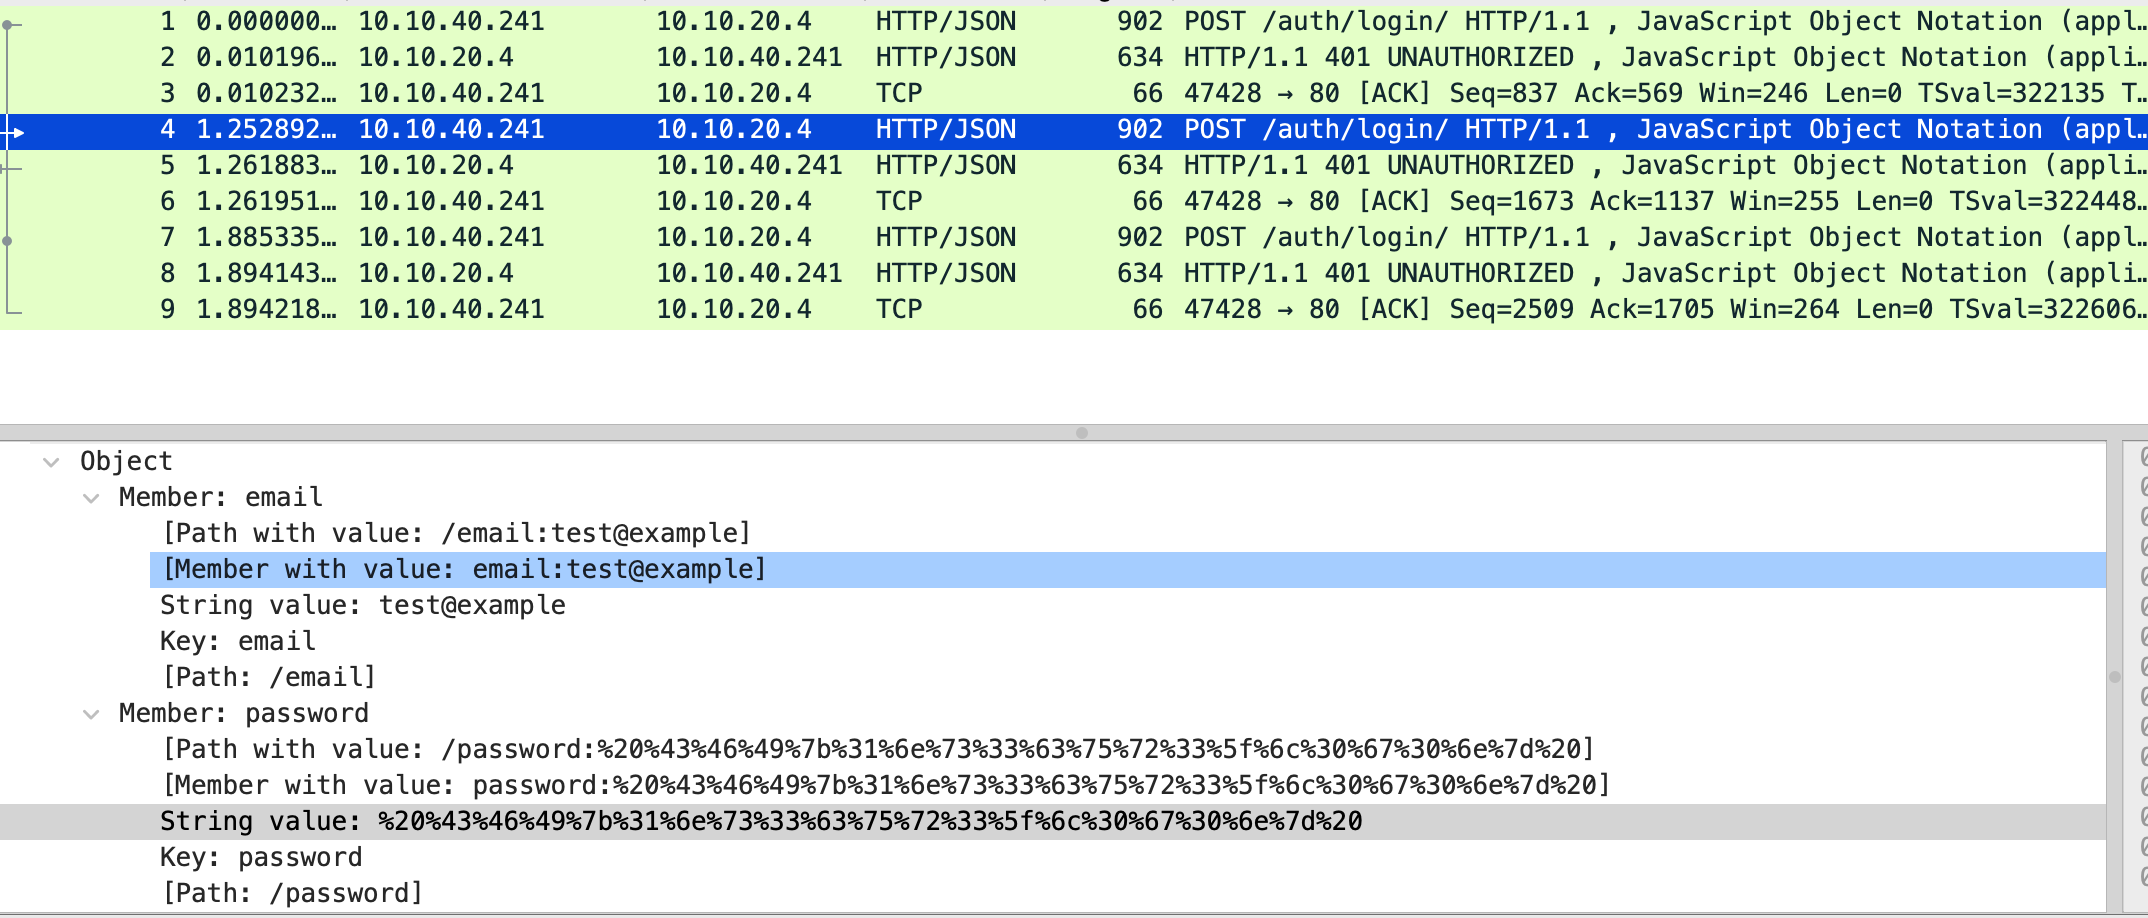 1 0.000000… 10.10.40.241 10.10.20.4 HTTP/JSON 902 POST /auth/login/ HTTP/1.1 , JavaScript Object Notation (appl…
2 0.010196… 10.10.20.4 10.10.40.241 HTTP/JSON 634 HTTP/1.1 401 UNAUTHORIZED , JavaScript Object Notation (appli…
3 0.010232… 10.10.40.241 10.10.20.4 TCP 66 47428 → 80 [ACK] Seq=837 Ack=569 Win=246 Len=0 TSval=322135 T…
4 1.252892… 10.10.40.241 10.10.20.4 HTTP/JSON 902 POST /auth/login/ HTTP/1.1 , JavaScript Object Notation (appl…
5 1.261883… 10.10.20.4 10.10.40.241 HTTP/JSON 634 HTTP/1.1 401 UNAUTHORIZED , JavaScript Object Notation (appli…
6 1.261951… 10.10.40.241 10.10.20.4 TCP 66 47428 → 80 [ACK] Seq=1673 Ack=1137 Win=255 Len=0 TSval=322448…
7 1.885335… 10.10.40.241 10.10.20.4 HTTP/JSON 902 POST /auth/login/ HTTP/1.1 , JavaScript Object Notation (appl…
8 1.894143… 10.10.20.4 10.10.40.241 HTTP/JSON 634 HTTP/1.1 401 UNAUTHORIZED , JavaScript Object Notation (appli…
9 1.894218… 10.10.40.241 10.10.20.4 TCP 66 47428 → 80 [ACK] Seq=2509 Ack=1705 Win=264 Len=0 TSval=322606…
Object
Member: email
[Path with value: /email:test@example]
[Member with value: email:test@example]
String value: test@example
Key: email
[Path: /email]
Member: password
[Path with value: /password:%20%43%46%49%7b%31%6e%73%33%63%75%72%33%5f%6c%30%67%30%6e%7d%20]
[Member with value: password:%20%43%46%49%7b%31%6e%73%33%63%75%72%33%5f%6c%30%67%30%6e%7d%20]
String value: %20%43%46%49%7b%31%6e%73%33%63%75%72%33%5f%6c%30%67%30%6e%7d%20
Key: password
[Path: /password]